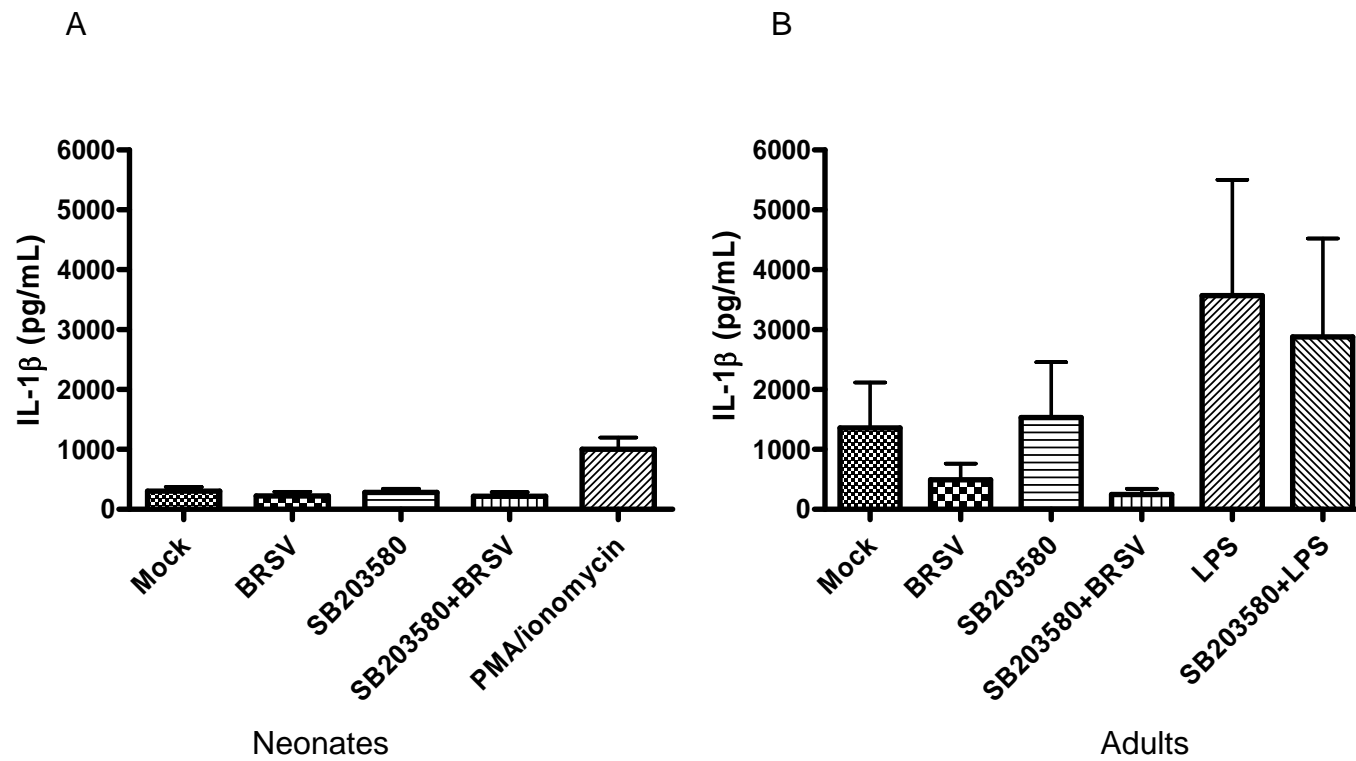 A
6000
5000
4000
3000
2000
1000
0
IL-1β (pg/mL)
Mock
BRSV
SB203580
SB203580+BRSV
PMA/ionomycin
Neonates
B
6000
5000
4000
3000
2000
1000
0
IL-1β (pg/mL)
Mock
BRSV
SB203580
SB203580+BRSV
LPS
SB203580+LPS
Adults